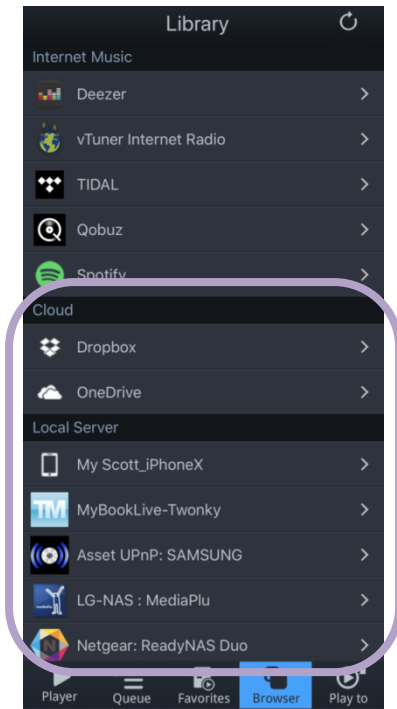 Library
Internet Music
Deezer
vTuner Internet Radio
TIDAL
Qobuz
Spotify
Cloud
Dropbox
OneDrive
Local Server
My Scott_iPhoneX
TM MyBookLive-Twonky
Asset UPnP: SAMSUNG
LG-NAS : MediaPlu
N Netgear: ReadyNAS Duo
Player Queue Favorites Browser Play to